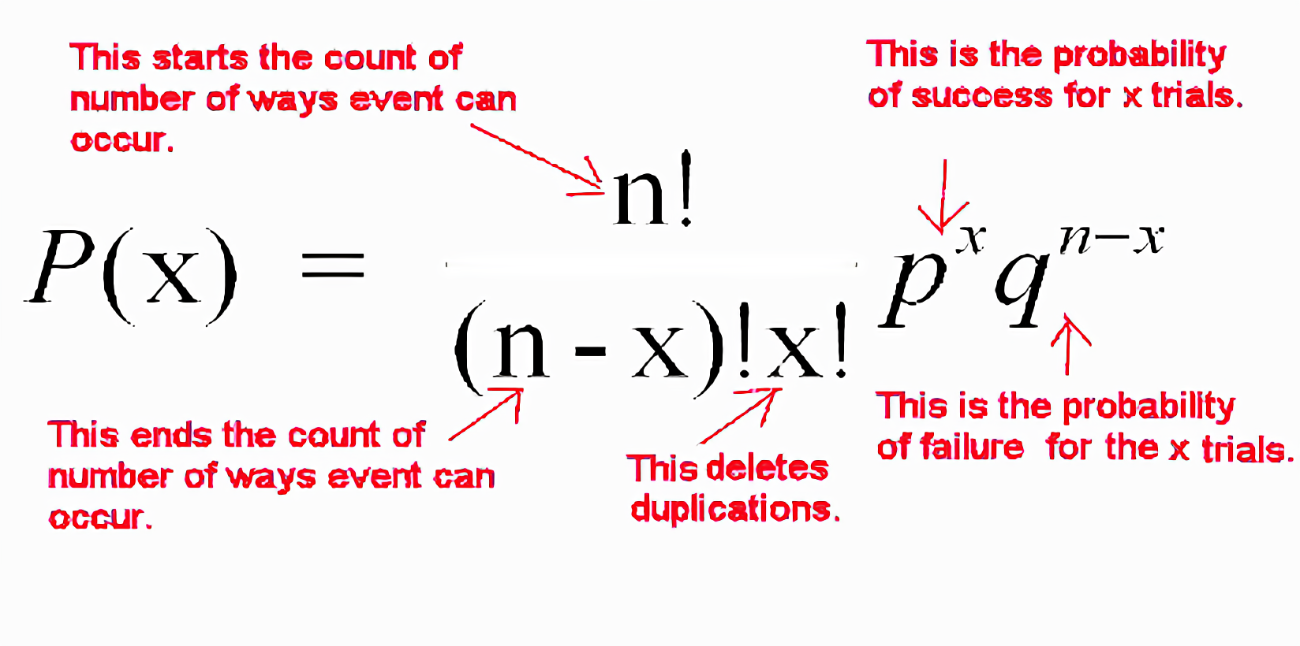 This starts the count of
number of ways event can
occur.
This is the probability
of success for x trials.
n!
P(x) =
(n - x)!x!
p^x q^{n-x}
This ends the count of
number of ways event can
occur.
This deletes
duplications.
This is the probability
of failure for the x trials.